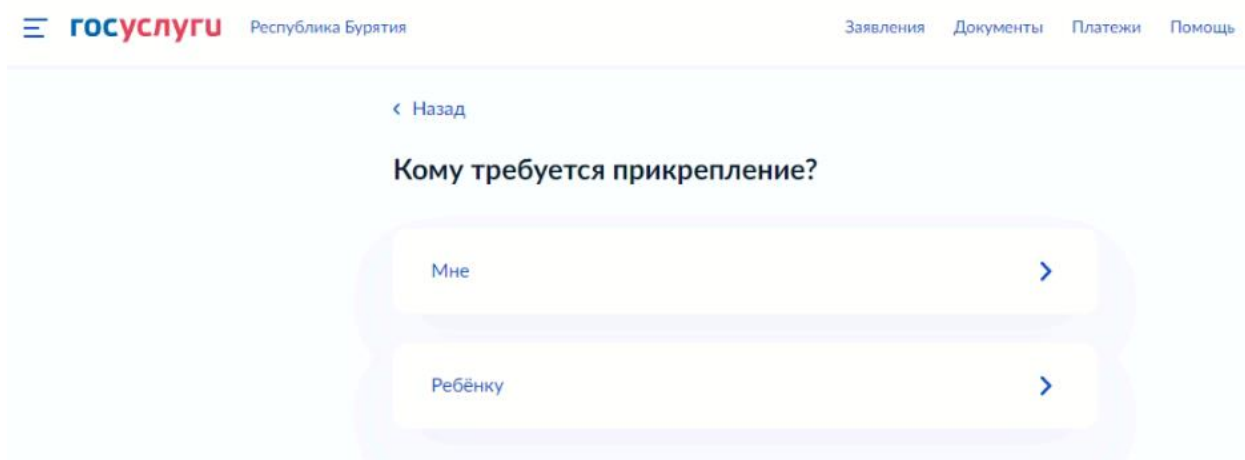 госуслуги Республика Бурятия Заявления Документы Платежи Помощь
Назад
Кому требуется прикрепление?
Мне
Ребёнку